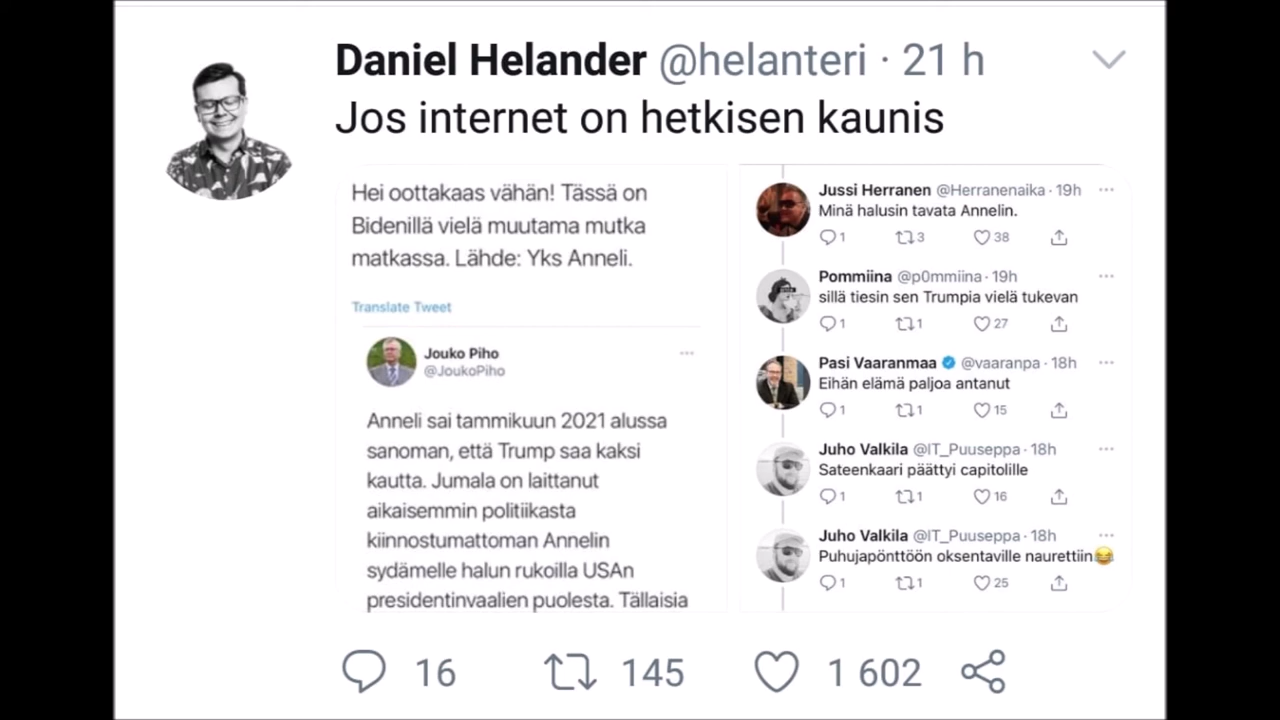 Daniel Helander @helanteri · 21 h
Jos internet on hetkisen kaunis
Hei oottakaas vähän! Tässä on
Bidenillä vielä muutama mutka
matkassa. Lähde: Yks Anneli.
Translate Tweet
Jouko Piho
@JoukoPiho
Anneli sai tammikuun 2021 alussa
sanoman, että Trump saa kaksi
kautta. Jumala on laittanut
aikaisemmin politiikasta
kiinnostumattoman Annelin
sydämelle halun rukoilla USAn
presidentinvaalien puolesta. Tällaisia
Jussi Herranen @Herranenaika · 19h
Minä halusin tavata Annelin.
1 3 38
Pommiina @p0mmiina · 19h
sillä tiesin sen Trumpia vielä tukevan
1 1 27
Pasi Vaaranmaa @vaaranpa · 18h
Eihän elämä paljoa antanut
1 1 15
Juho Valkila @IT_Puuseppa · 18h
Sateenkaari päättyi capitolille
1 1 16
Juho Valkila @IT_Puuseppa · 18h
Puhujapönttöön oksentaville naurettiin😂
1 1 25
16 145 1 602